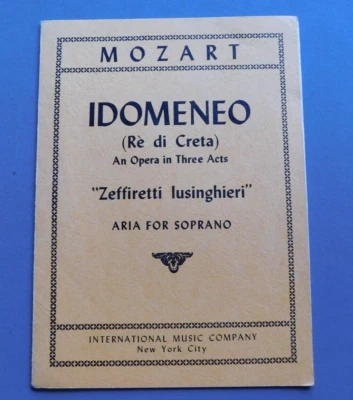 MOZART
IDOMENEO
(Rè di Creta)
An Opera in Three Acts
"Zeffiretti lusinghieri"
ARIA FOR SOPRANO
INTERNATIONAL MUSIC COMPANY
New York City